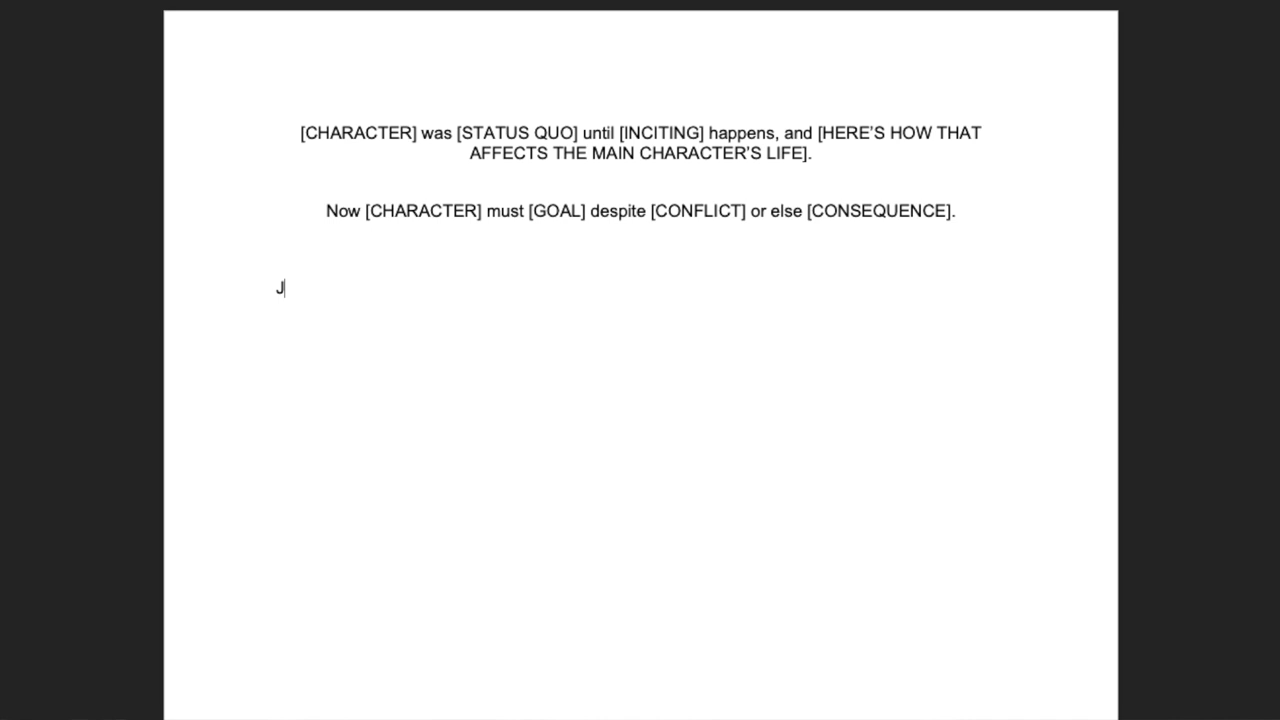 [CHARACTER] was [STATUS QUO] until [INCITING] happens, and [HERE’S HOW THAT
AFFECTS THE MAIN CHARACTER’S LIFE].
Now [CHARACTER] must [GOAL] despite [CONFLICT] or else [CONSEQUENCE].
J